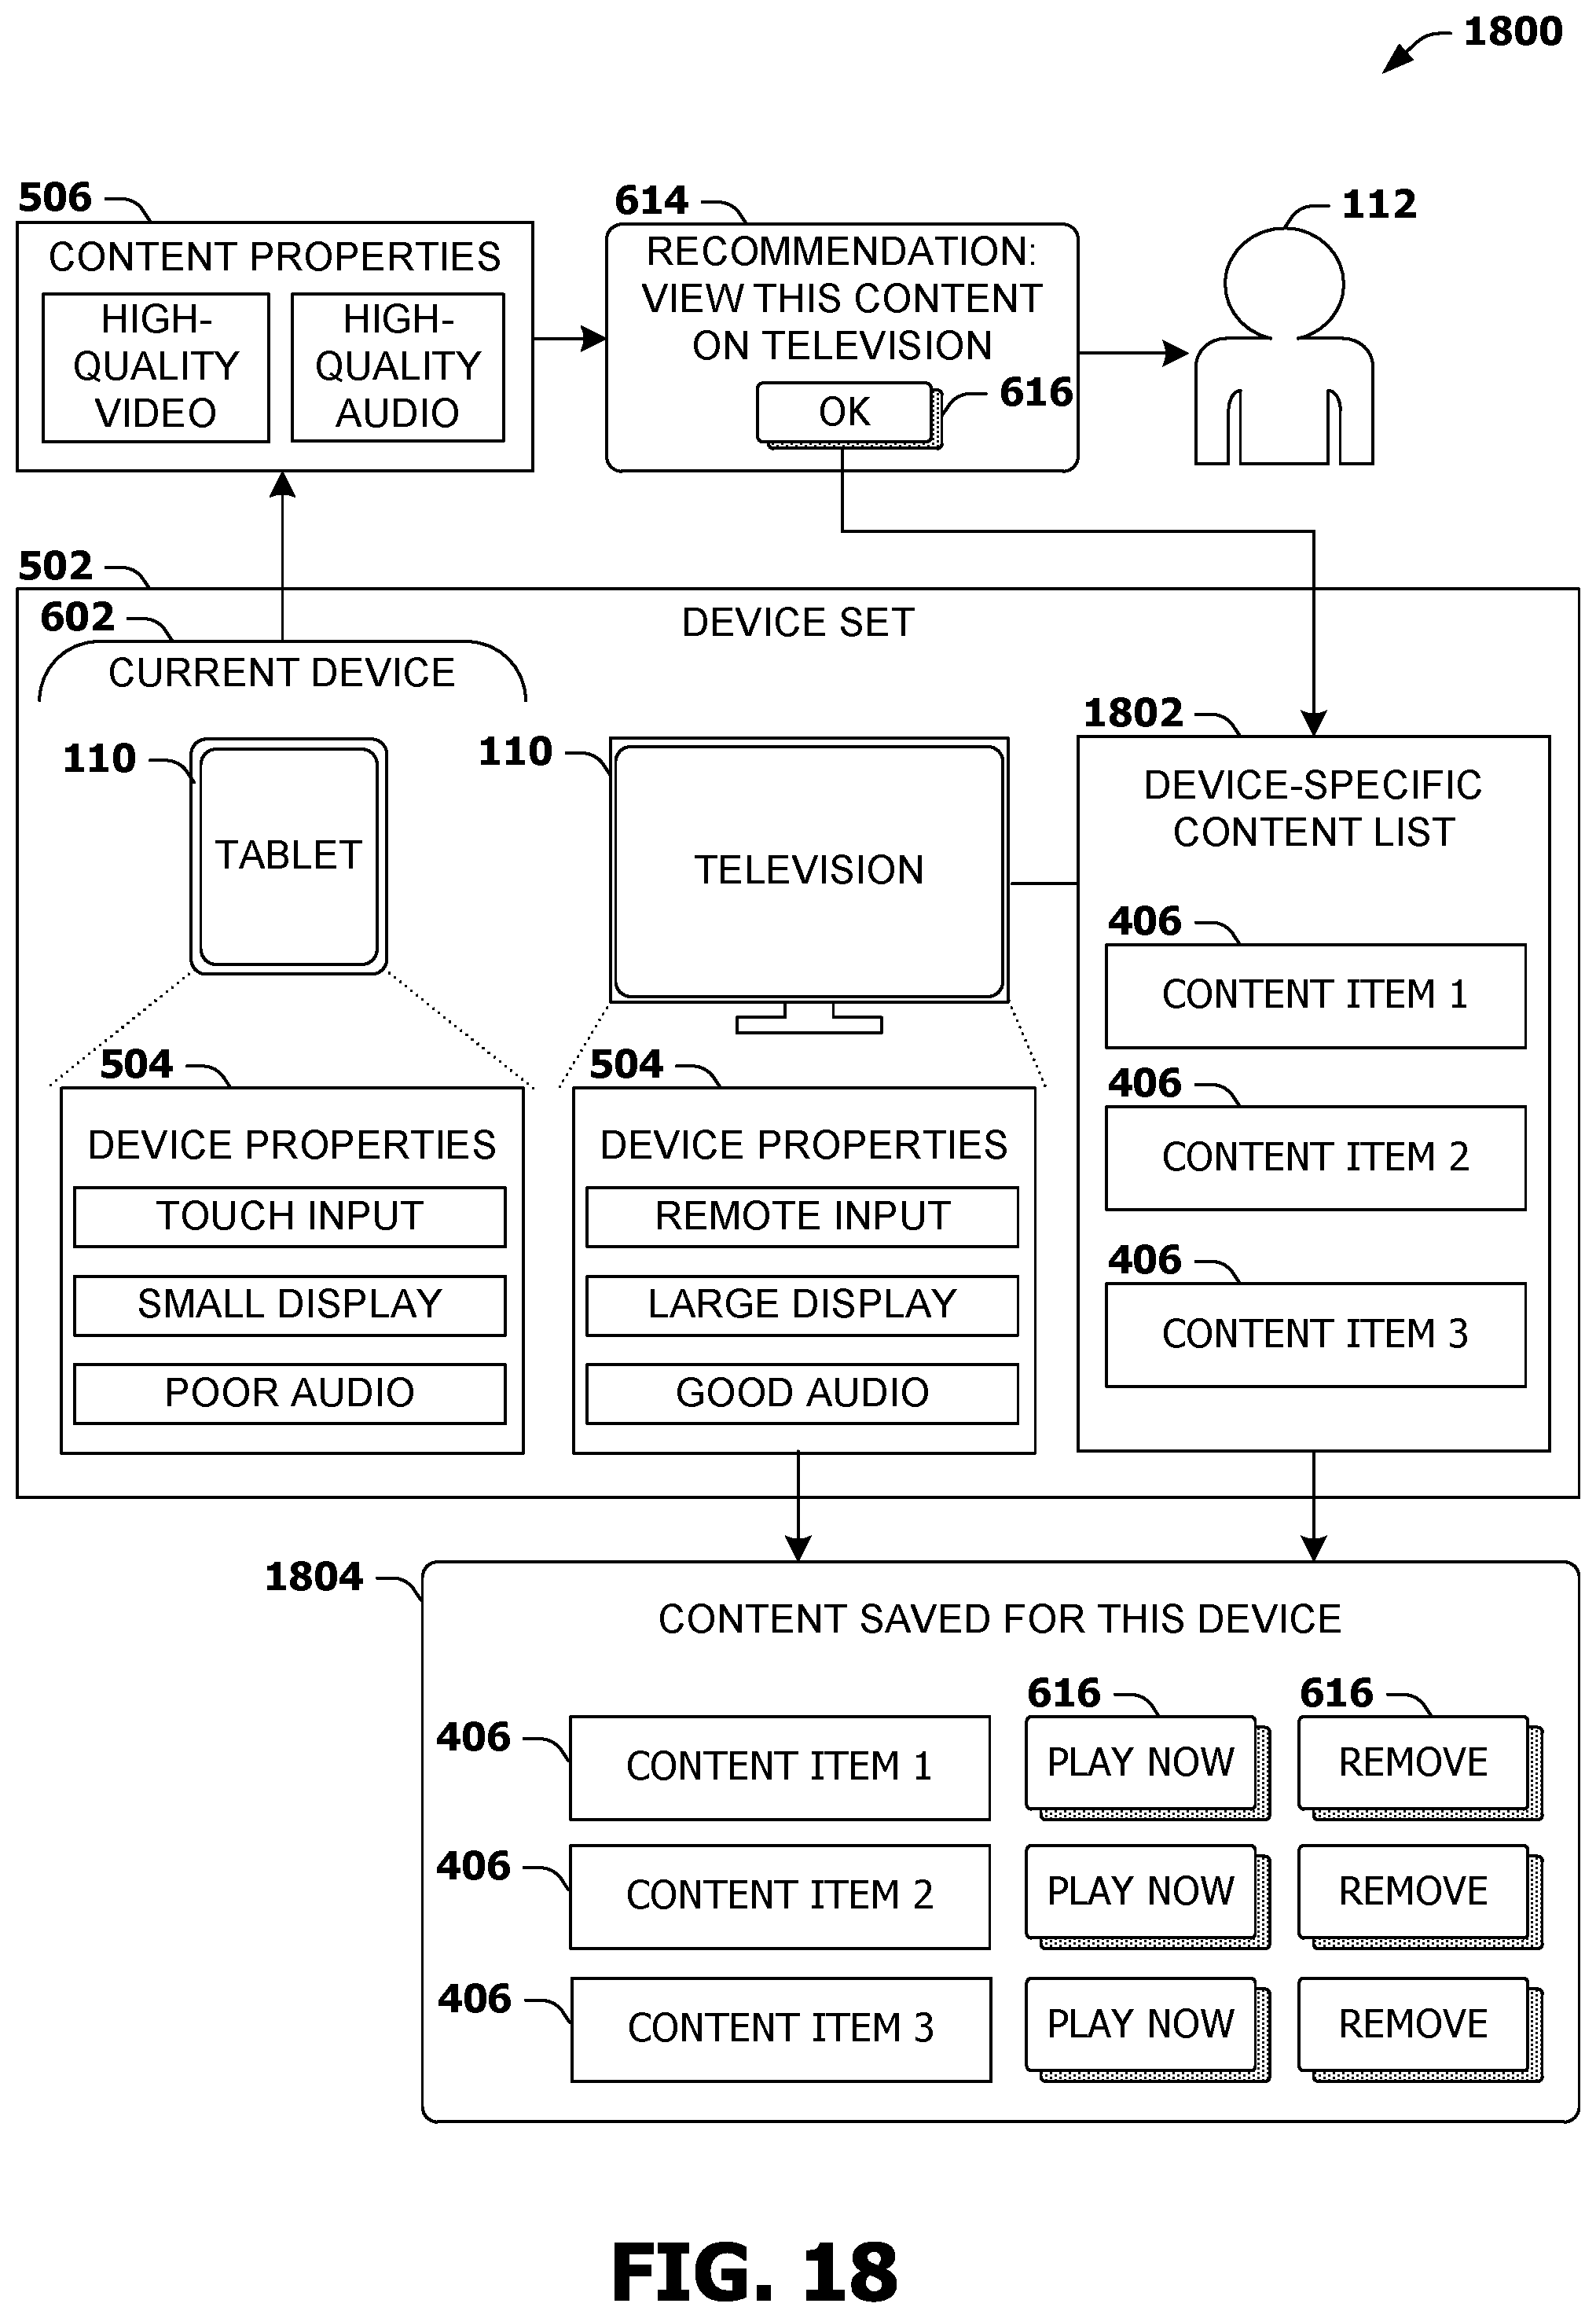 1800
506
CONTENT PROPERTIES
HIGH-
QUALITY
VIDEO
HIGH-
QUALITY
AUDIO
614
RECOMMENDATION:
VIEW THIS CONTENT
ON TELEVISION
OK
616
112
502
DEVICE SET
602
CURRENT DEVICE
110
TABLET
110
TELEVISION
1802
DEVICE-SPECIFIC
CONTENT LIST
406
CONTENT ITEM 1
406
CONTENT ITEM 2
406
CONTENT ITEM 3
504
DEVICE PROPERTIES
TOUCH INPUT
SMALL DISPLAY
POOR AUDIO
504
DEVICE PROPERTIES
REMOTE INPUT
LARGE DISPLAY
GOOD AUDIO
1804
CONTENT SAVED FOR THIS DEVICE
616
616
406
CONTENT ITEM 1
PLAY NOW
REMOVE
406
CONTENT ITEM 2
PLAY NOW
REMOVE
406
CONTENT ITEM 3
PLAY NOW
REMOVE
FIG. 18